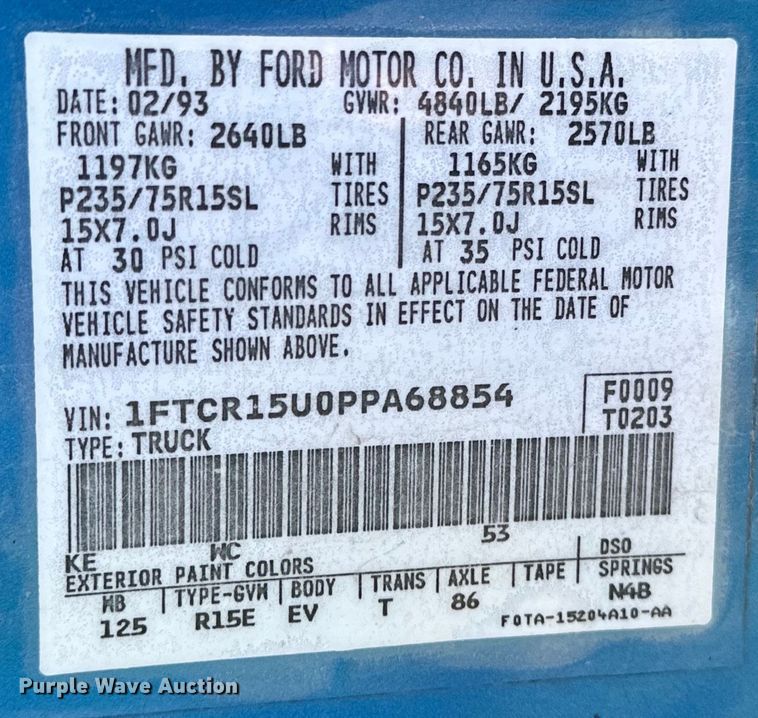 MFD. BY FORD MOTOR CO. IN U.S.A.
DATE: 02/93 GVWR: 4840LB/ 2195KG
FRONT GAWR: 2640LB REAR GAWR: 2570LB
1197KG WITH 1165KG WITH
P235/75R15SL TIRES P235/75R15SL TIRES
15X7.0J RIMS 15X7.0J RIMS
AT 30 PSI COLD AT 35 PSI COLD
THIS VEHICLE CONFORMS TO ALL APPLICABLE FEDERAL MOTOR
VEHICLE SAFETY STANDARDS IN EFFECT ON THE DATE OF
MANUFACTURE SHOWN ABOVE.
VIN: 1FTCR15U0PPA68854 F0009
TYPE: TRUCK T0203
KE WC 53
EXTERIOR PAINT COLORS DSO
WB TYPE-GVW BODY TRANS AXLE TAPE SPRINGS
125 R15E EV T 86 N4B
F0TA-15204A10-AA
Purple Wave Auction